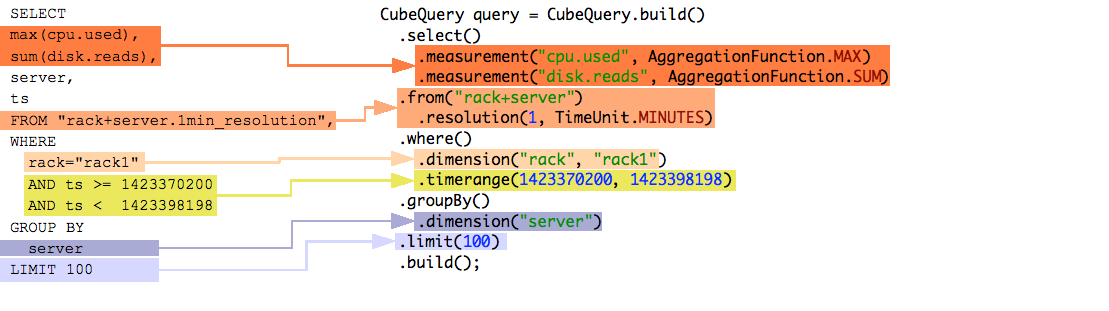 SELECT
max(cpu.used),
sum(disk.reads),
server,
ts
FROM "rack+server.1min_resolution",
WHERE
rack="rack1"
AND ts >= 1423370200
AND ts < 1423398198
GROUP BY
server
LIMIT 100
CubeQuery query = CubeQuery.build()
.select()
.measurement("cpu.used", AggregationFunction.MAX)
.measurement("disk.reads", AggregationFunction.SUM)
.from("rack+server")
.resolution(1, TimeUnit.MINUTES)
.where()
.dimension("rack", "rack1")
.timerange(1423370200, 1423398198)
.groupBy()
.dimension("server")
.limit(100)
.build();